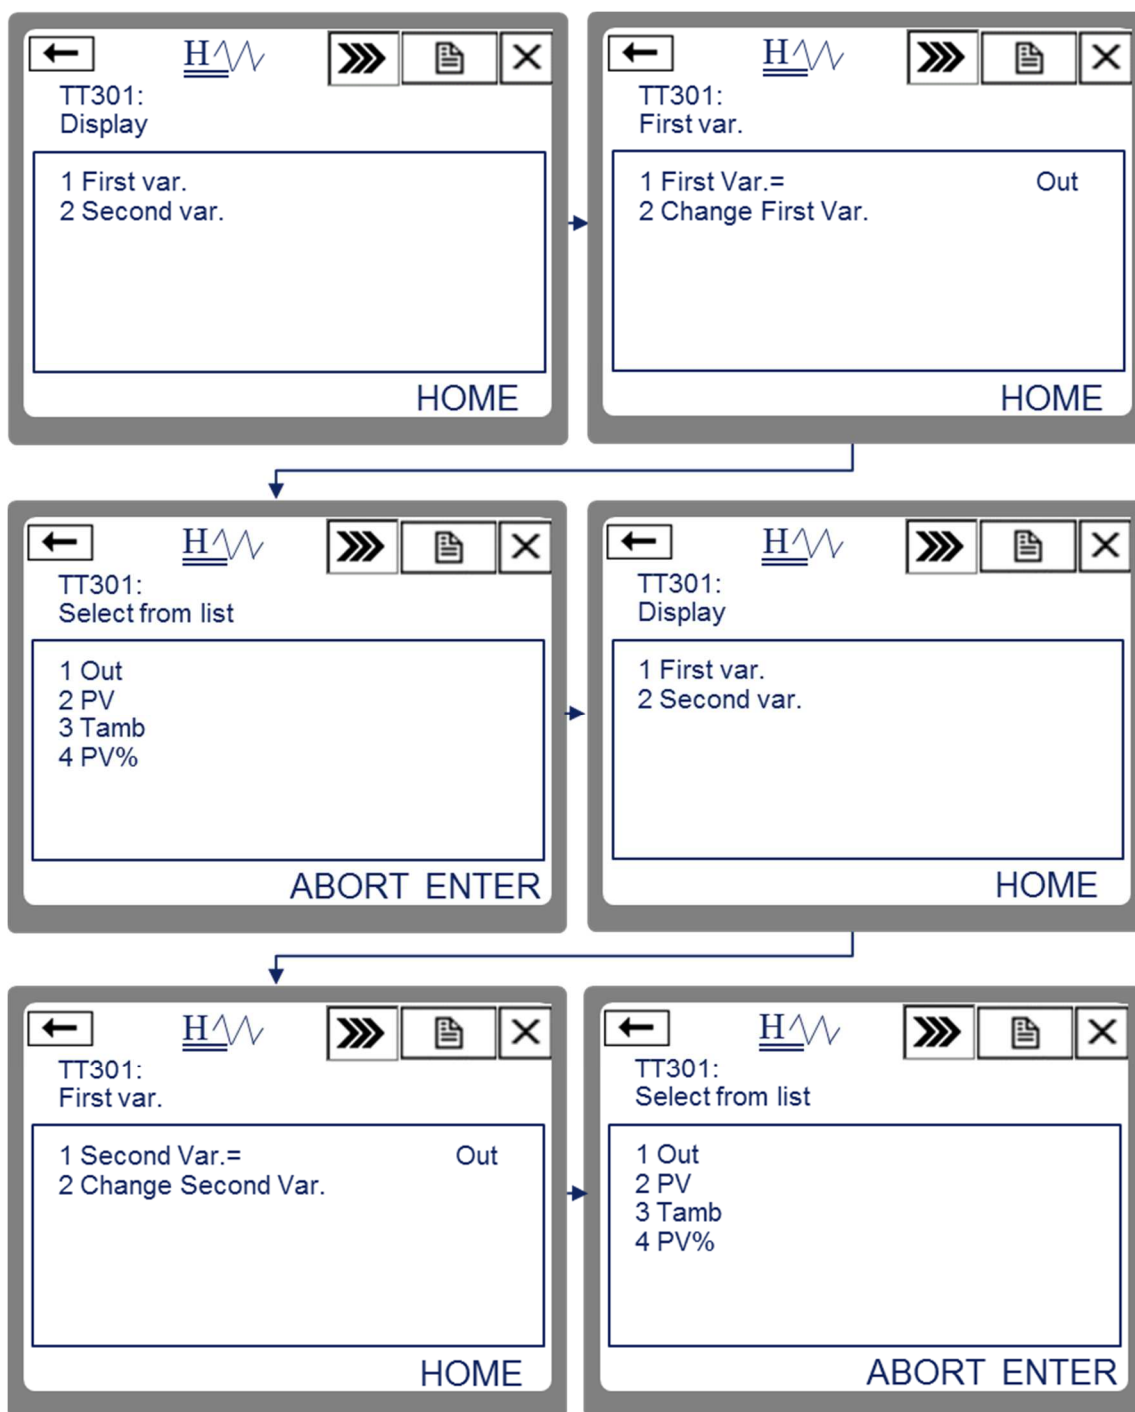 H
TT301:
Display
1 First var.
2 Second var.
HOME
H
TT301:
First var.
1 First Var.= Out
2 Change First Var.
HOME
H
TT301:
Select from list
1 Out
2 PV
3 Tamb
4 PV%
ABORT ENTER
H
TT301:
Display
1 First var.
2 Second var.
HOME
H
TT301:
First var.
1 Second Var.= Out
2 Change Second Var.
HOME
H
TT301:
Select from list
1 Out
2 PV
3 Tamb
4 PV%
ABORT ENTER